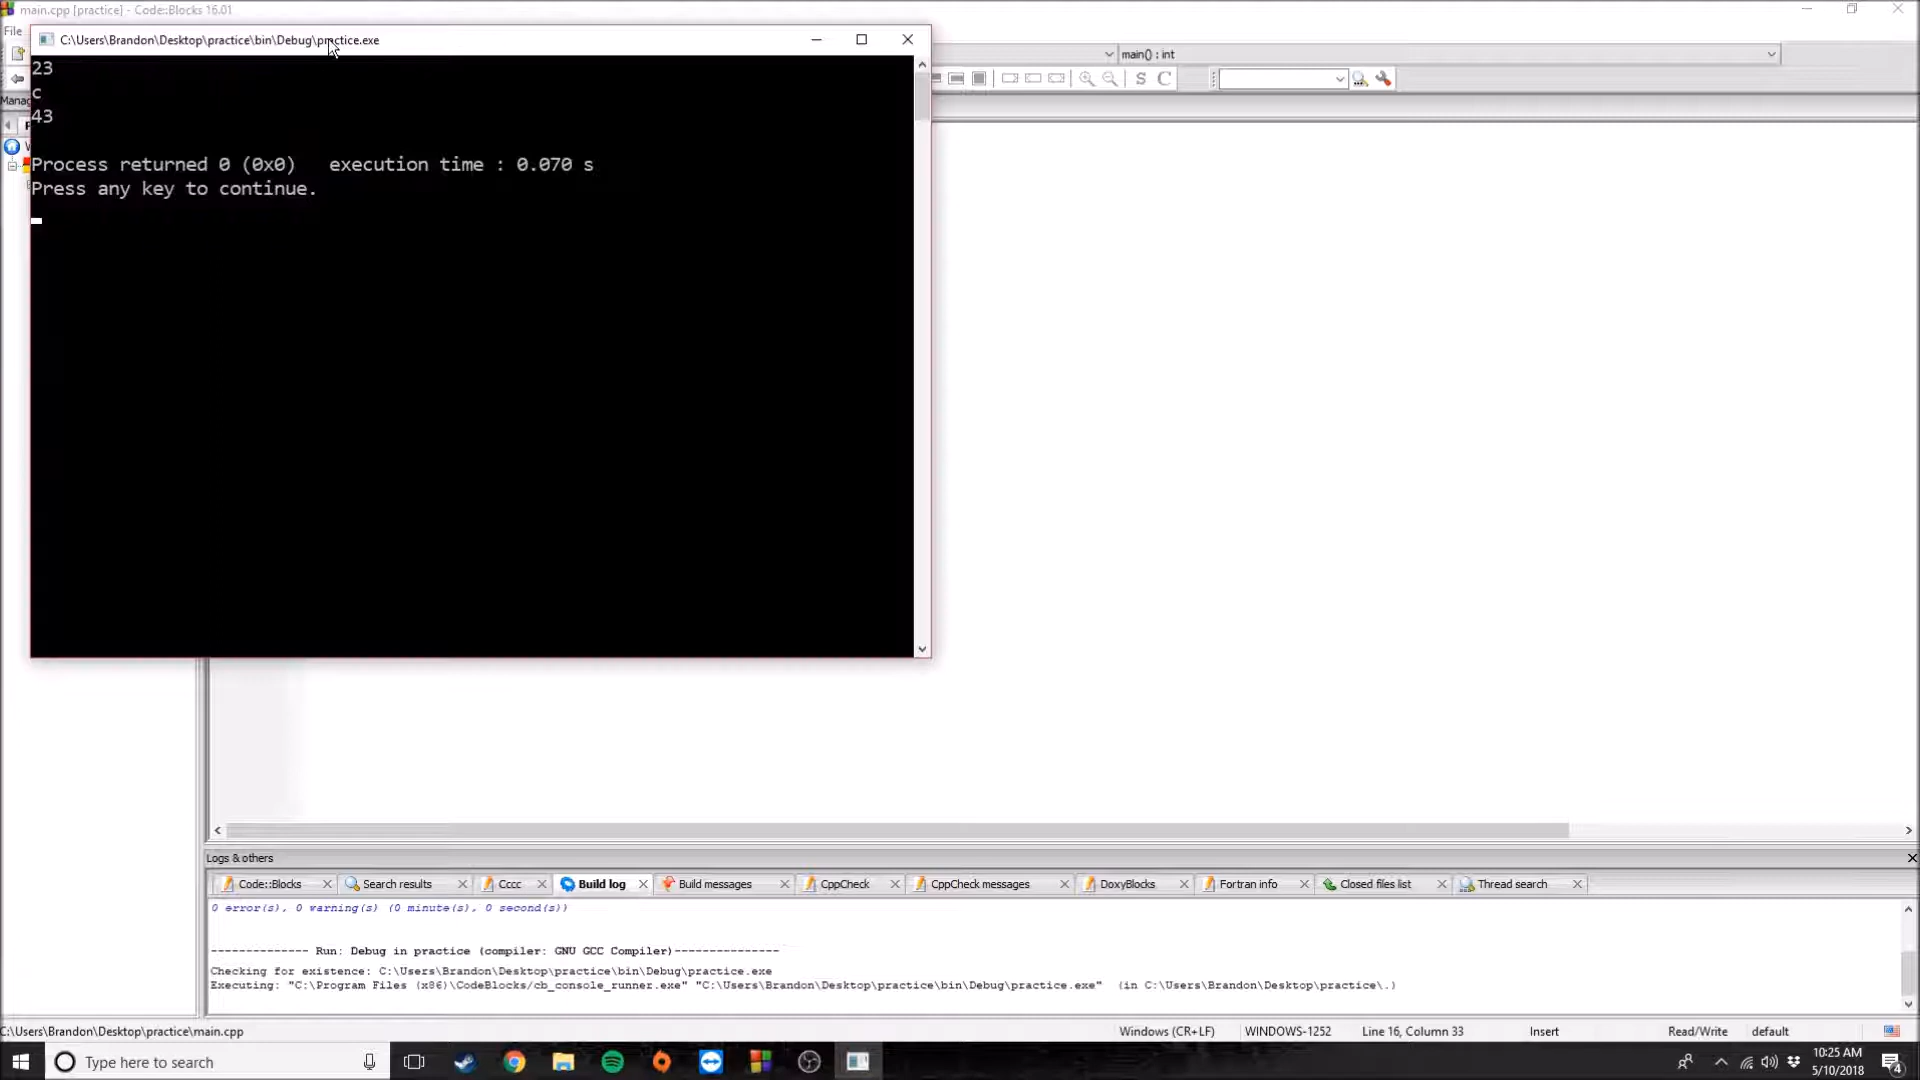 main.cpp [practice] - Code::Blocks 16.01
File
C:\Users\Brandon\Desktop\practice\bin\Debug\practice.exe
main() : int
S C
23
c
43
Process returned 0 (0x0)   execution time : 0.070 s
Press any key to continue.
Logs & others
Code::Blocks Search results Cccc Build log Build messages CppCheck CppCheck messages DoxyBlocks Fortran info Closed files list Thread search
0 error(s), 0 warning(s) (0 minute(s), 0 second(s))
-------------- Run: Debug in practice (compiler: GNU GCC Compiler)---------------
Checking for existence: C:\Users\Brandon\Desktop\practice\bin\Debug\practice.exe
Executing: "C:\Program Files (x86)\CodeBlocks/cb_console_runner.exe" "C:\Users\Brandon\Desktop\practice\bin\Debug\practice.exe"  (in C:\Users\Brandon\Desktop\practice\.)
C:\Users\Brandon\Desktop\practice\main.cpp Windows (CR+LF) WINDOWS-1252 Line 16, Column 33 Insert Read/Write default
Type here to search
10:25 AM
5/10/2018
4